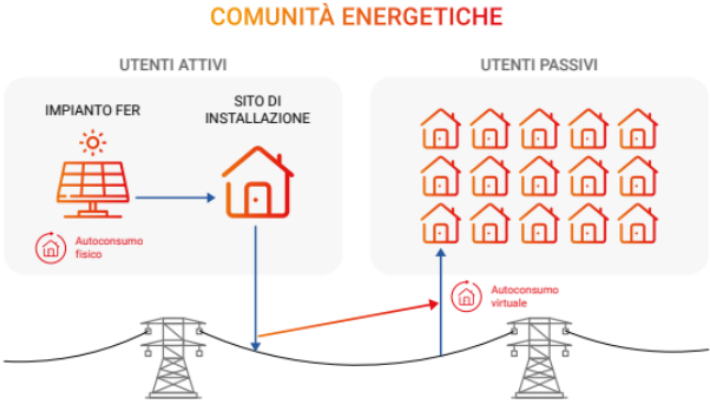 COMUNITÀ ENERGETICHE
UTENTI ATTIVI
UTENTI PASSIVI
IMPIANTO FER
SITO DI
INSTALLAZIONE
Autoconsumo
fisico
Autoconsumo
virtuale